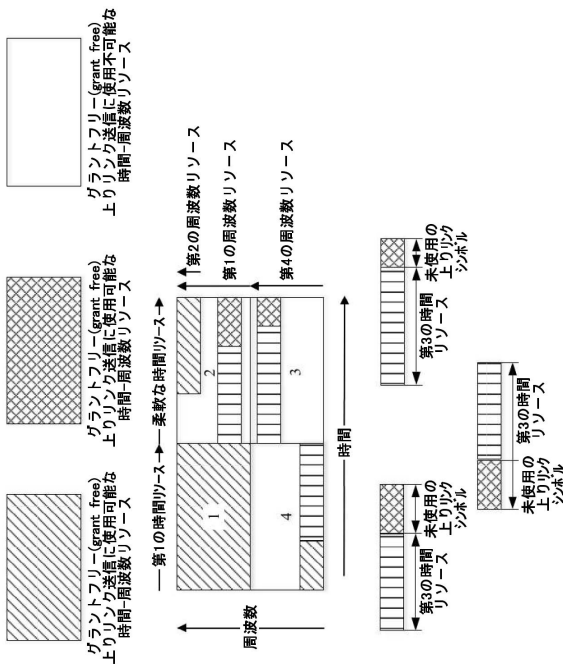 グラントフリー(grant free)
上りリンク送信に使用可能な
時間-周波数リソース
グラントフリー(grant free)
上りリンク送信に使用可能な
時間-周波数リソース
グラントフリー(grant free)
上りリンク送信に使用不可能な
時間-周波数リソース
第1の時間リソース
柔軟な時間リソース
第2の周波数リソース
第1の周波数リソース
第4の周波数リソース
周波数
1
2
3
4
時間
第3の時間
リソース
未使用の
上りリンク
シンボル
第3の時間
リソース
未使用の
上りリンク
シンボル
未使用の
上りリンク
シンボル
第3の時間
リソース